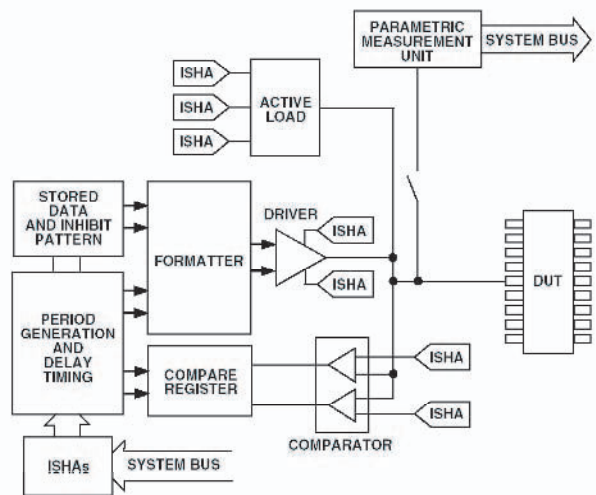 PARAMETRIC
MEASUREMENT
UNIT
SYSTEM BUS
ISHA
ISHA
ISHA
ACTIVE
LOAD
STORED
DATA
AND INHIBIT
PATTERN
FORMATTER
DRIVER
ISHA
ISHA
DUT
PERIOD
GENERATION
AND
DELAY
TIMING
COMPARE
REGISTER
ISHA
ISHA
COMPARATOR
ISHAs
SYSTEM BUS